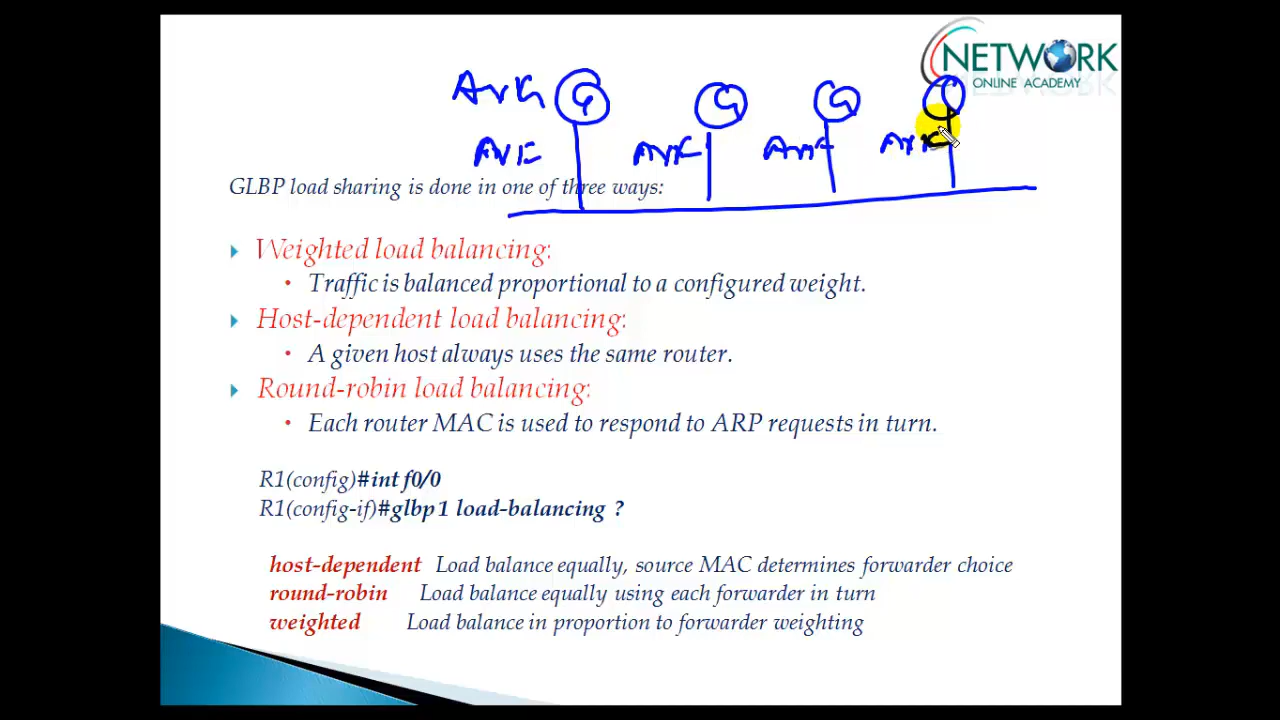 NETWORK
ONLINE ACADEMY
AVG G G G
AVF AVF AVF AVF
GLBP load sharing is done in one of three ways:
Weighted load balancing:
• Traffic is balanced proportional to a configured weight.
Host-dependent load balancing:
• A given host always uses the same router.
Round-robin load balancing:
• Each router MAC is used to respond to ARP requests in turn.
R1(config)#int f0/0
R1(config-if)#glbp 1 load-balancing ?
host-dependent Load balance equally, source MAC determines forwarder choice
round-robin Load balance equally using each forwarder in turn
weighted Load balance in proportion to forwarder weighting